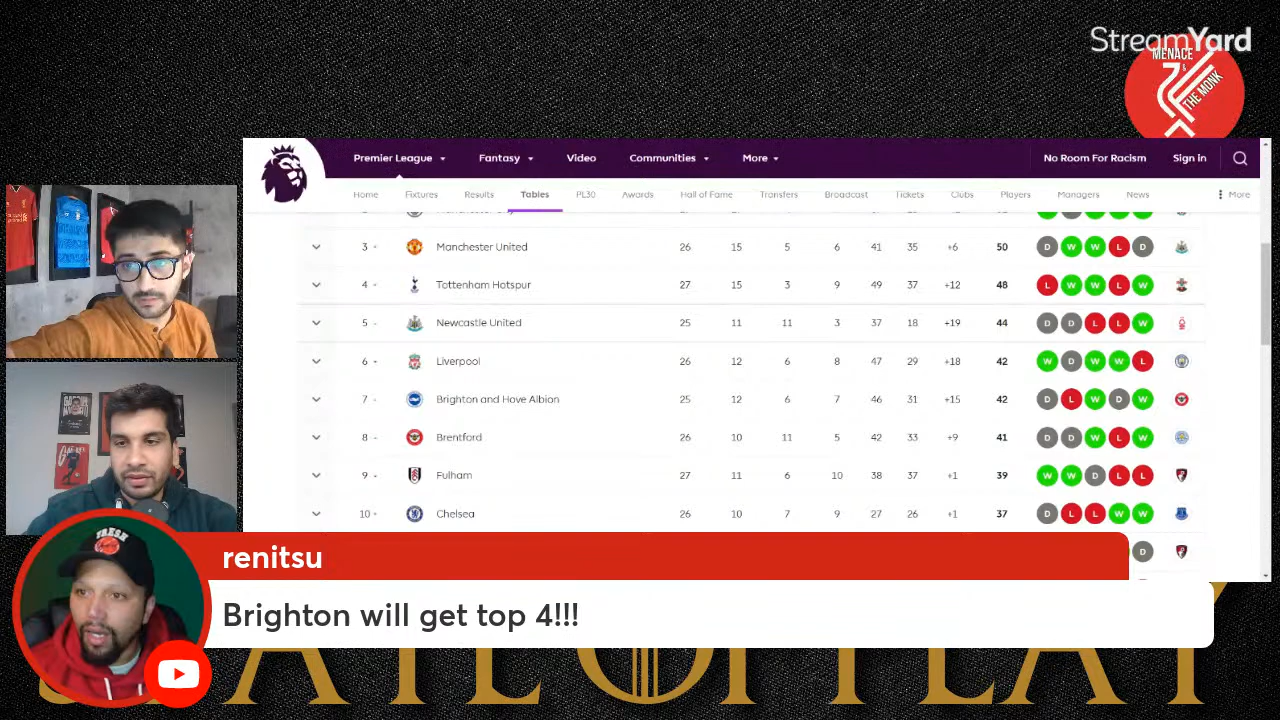 StreamYard
MENACE
&
THE MONK
Premier League Fantasy Video Communities More No Room For Racism Sign in
Home Fixtures Results Tables PL30 Awards Hall of Fame Transfers Broadcast Tickets Clubs Players Managers News More
3 Manchester United 26 15 5 6 41 35 +6 50 D W W L D
4 Tottenham Hotspur 27 15 3 9 49 37 +12 48 L W W L W
5 Newcastle United 25 11 11 3 37 18 +19 44 D D L L W
6 Liverpool 26 12 6 8 47 29 +18 42 W D W W L
7 Brighton and Hove Albion 25 12 6 7 46 31 +15 42 D L W D W
8 Brentford 26 10 11 5 42 33 +9 41 D D W L W
9 Fulham 27 11 6 10 38 37 +1 39 W W D L L
10 Chelsea 26 10 7 9 27 26 +1 37 D L L W W
D
FRESH
renitsu
Brighton will get top 4!!!